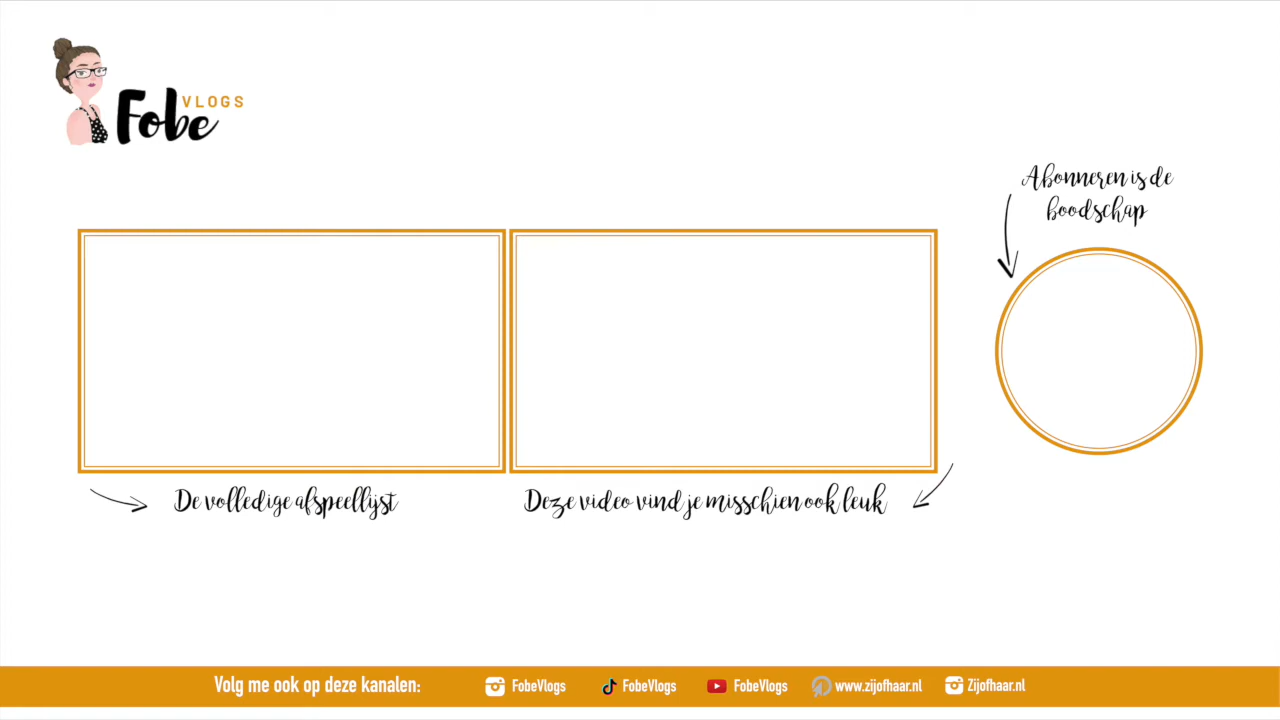 VLOGS
Fobe
Abonneren is de
boodschap
De volledige afspeellijst
Deze video vind je misschien ook leuk
Volg me ook op deze kanalen:
FobeVlogs
FobeVlogs
FobeVlogs
www.zijofhaar.nl
Zijofhaar.nl